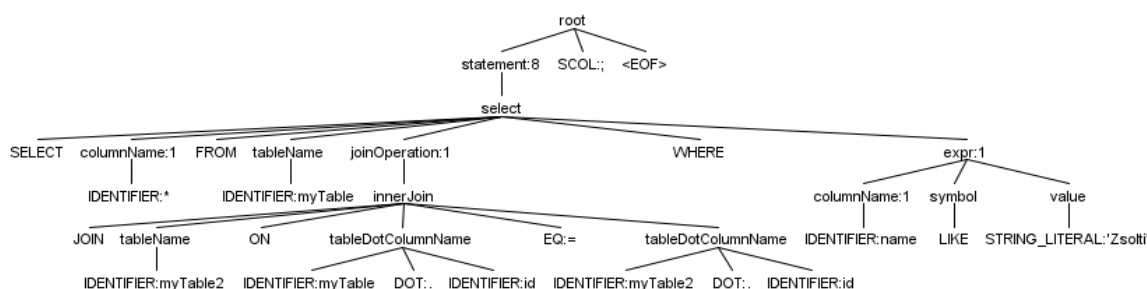 root
statement:8 SCOL:; <EOF>
select
SELECT columnName:1 FROM tableName joinOperation:1 WHERE expr:1
IDENTIFIER:* IDENTIFIER:myTable innerJoin columnName:1 symbol value
JOIN tableName ON tableDotColumnName EQ:= tableDotColumnName IDENTIFIER:name LIKE STRING_LITERAL:'Zsolti'
IDENTIFIER:myTable2 IDENTIFIER:myTable DOT:. IDENTIFIER:id IDENTIFIER:myTable2 DOT:. IDENTIFIER:id